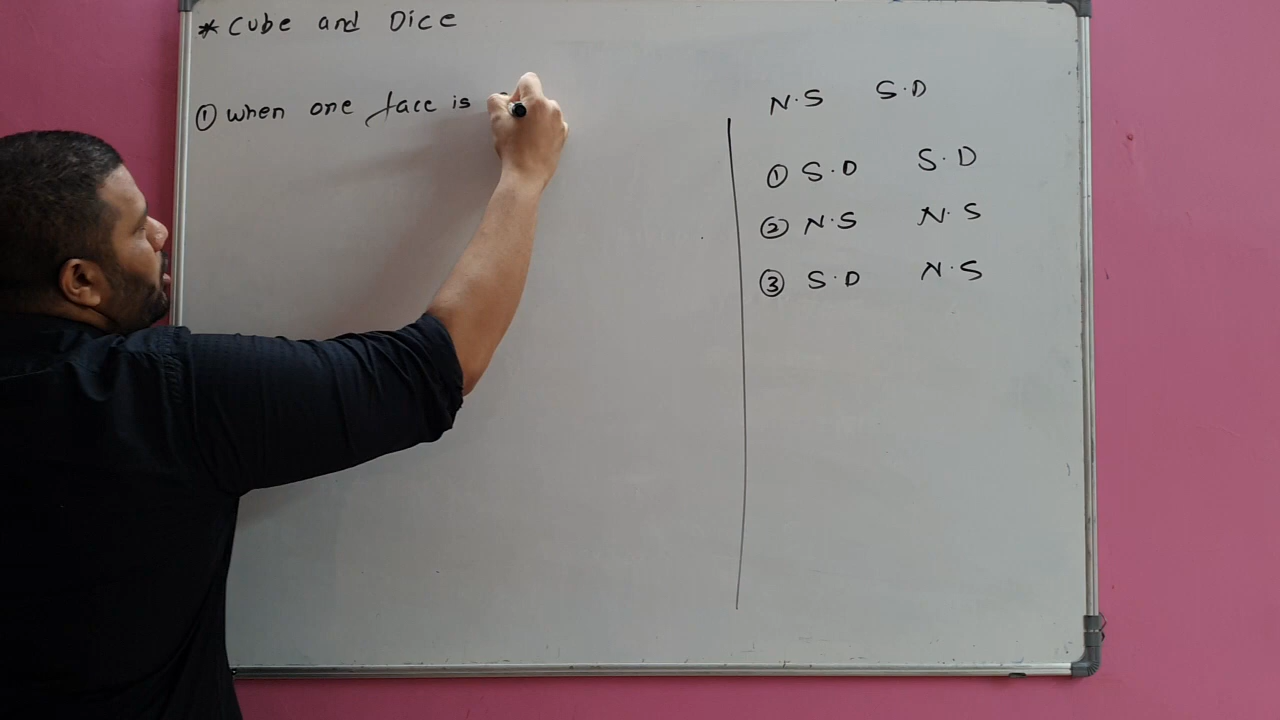 * Cube and Dice
① When one face is
N.S S.D
① S.D S.D
② N.S N.S
③ S.D N.S